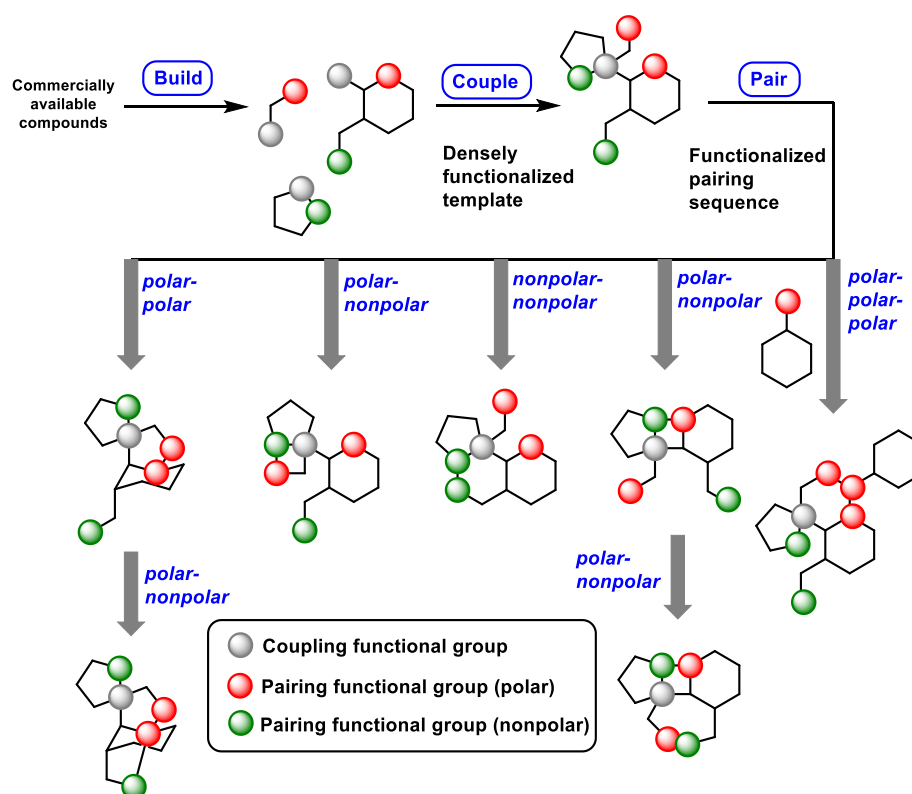 Commercially
available
compounds
Build
Couple
Pair
Densely
functionalized
template
Functionalized
pairing
sequence
polar-
polar
polar-
nonpolar
nonpolar-
nonpolar
polar-
nonpolar
polar-
polar-
polar
polar-
nonpolar
polar-
nonpolar
Coupling functional group
Pairing functional group (polar)
Pairing functional group (nonpolar)